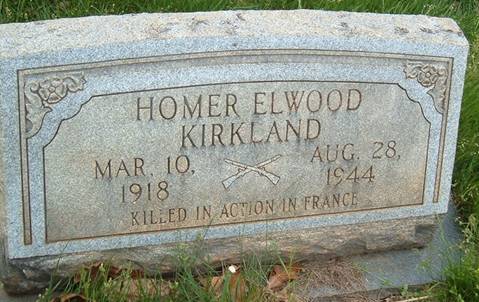 HOMER ELWOOD
KIRKLAND
MAR. 10, AUG. 28,
1918 1944
KILLED IN ACTION IN FRANCE